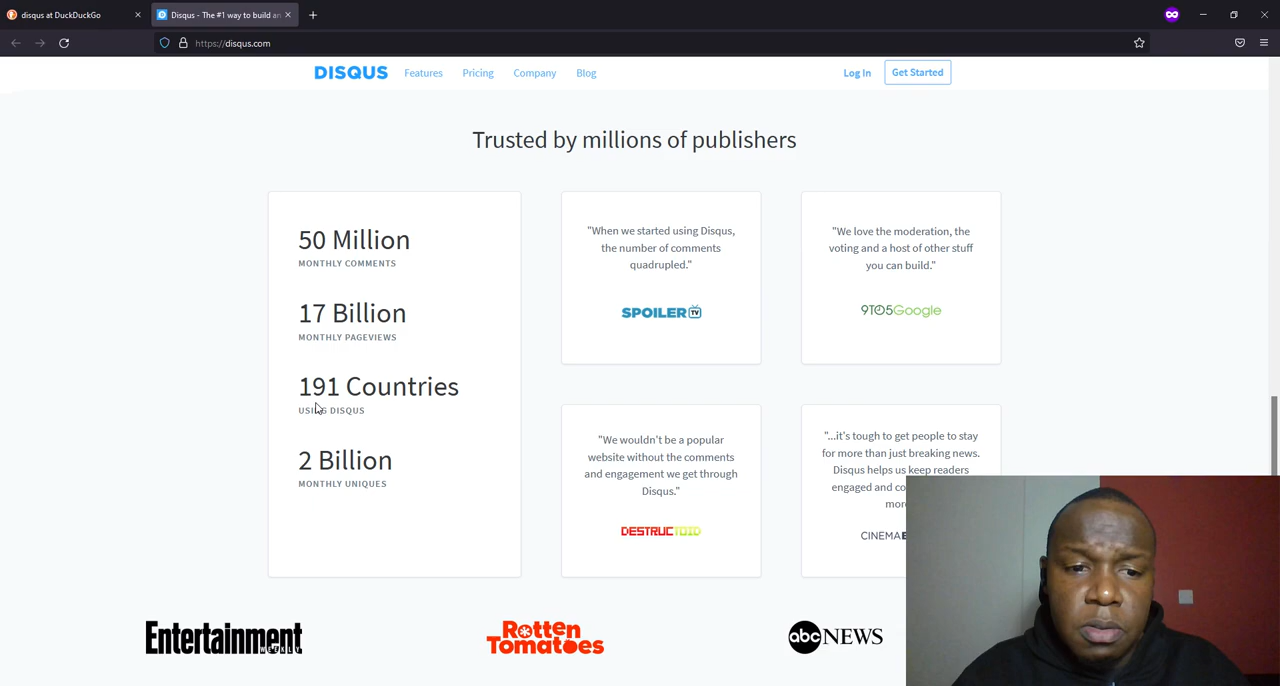 disqus at DuckDuckGo
Disqus - The #1 way to build an
https://disqus.com
DISQUS
Features
Pricing
Company
Blog
Log In
Get Started
Trusted by millions of publishers
50 Million
MONTHLY COMMENTS
17 Billion
MONTHLY PAGEVIEWS
191 Countries
USING DISQUS
2 Billion
MONTHLY UNIQUES
"When we started using Disqus,
the number of comments
quadrupled."
SPOILER TV
"We love the moderation, the
voting and a host of other stuff
you can build."
9TO5Google
"We wouldn't be a popular
website without the comments
and engagement we get through
Disqus."
DESTRUCTOID
"...it's tough to get people to stay
for more than just breaking news.
Disqus helps us keep readers
engaged and co
mor
CINEMA
Entertainment
WEEKLY
Rotten
Tomatoes
abc NEWS